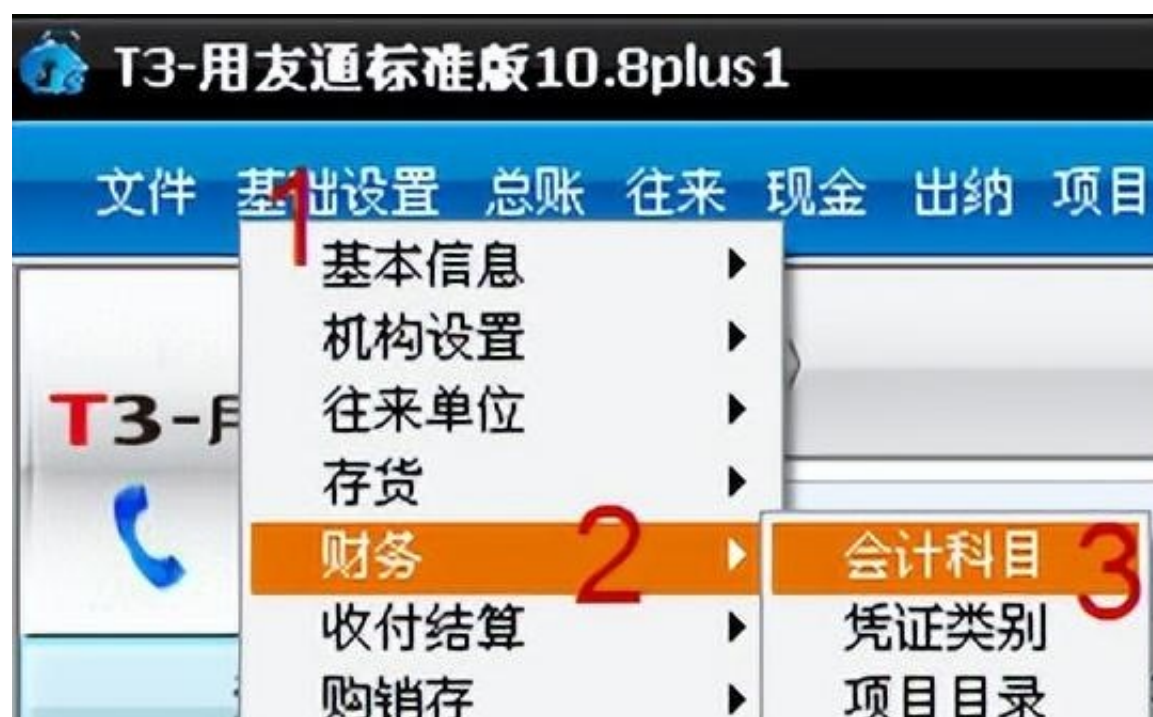 T3-用友通标准版10.8plus1
文件 基础设置 总账 往来 现金 出纳 项目
1
基本信息
机构设置
往来单位
T3-
存货
财务 2 会计科目 3
收付结算 凭证类别
购销存 项目目录